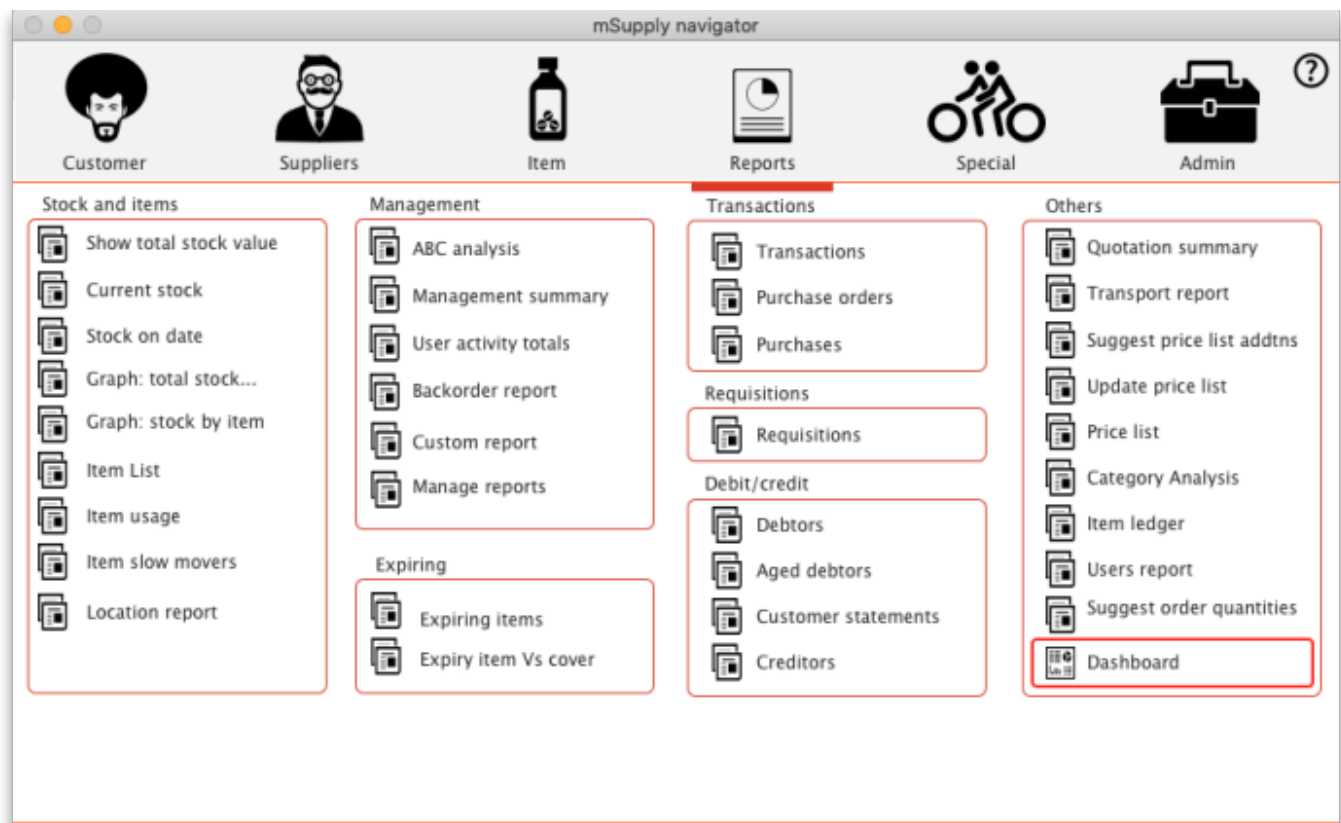 mSupply navigator
?
Customer
Suppliers
Item
Reports
Special
Admin
Stock and items
Show total stock value
Current stock
Stock on date
Graph: total stock...
Graph: stock by item
Item List
Item usage
Item slow movers
Location report
Management
ABC analysis
Management summary
User activity totals
Backorder report
Custom report
Manage reports
Expiring
Expiring items
Expiry item Vs cover
Transactions
Transactions
Purchase orders
Purchases
Requisitions
Requisitions
Debit/credit
Debtors
Aged debtors
Customer statements
Creditors
Others
Quotation summary
Transport report
Suggest price list addtns
Update price list
Price list
Category Analysis
Item ledger
Users report
Suggest order quantities
Dashboard